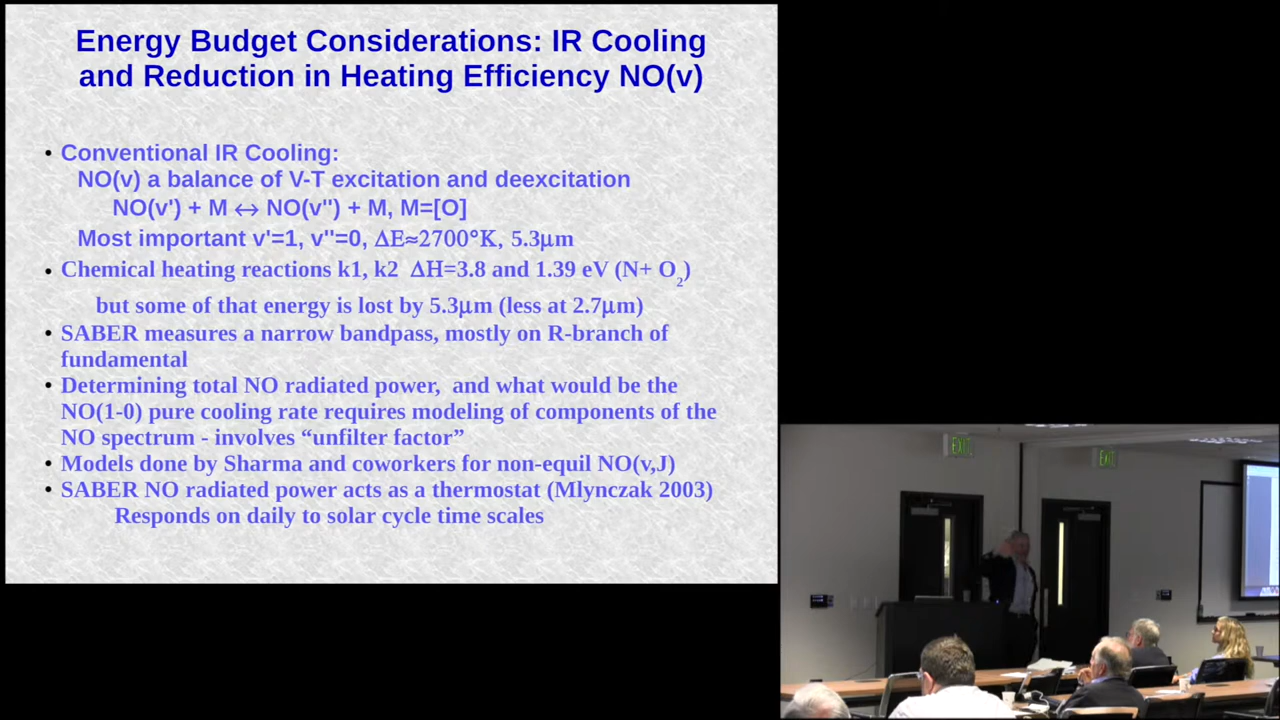 Energy Budget Considerations: IR Cooling
and Reduction in Heating Efficiency NO(v)
• Conventional IR Cooling:
NO(v) a balance of V-T excitation and deexcitation
NO(v') + M ↔ NO(v'') + M, M=[O]
Most important v'=1, v''=0, ΔE≈2700°K, 5.3μm
• Chemical heating reactions k1, k2 ΔH=3.8 and 1.39 eV (N+ O2)
but some of that energy is lost by 5.3μm (less at 2.7μm)
• SABER measures a narrow bandpass, mostly on R-branch of
fundamental
• Determining total NO radiated power, and what would be the
NO(1-0) pure cooling rate requires modeling of components of the
NO spectrum - involves “unfilter factor”
• Models done by Sharma and coworkers for non-equil NO(v,J)
• SABER NO radiated power acts as a thermostat (Mlynczak 2003)
Responds on daily to solar cycle time scales
EXIT
EXIT